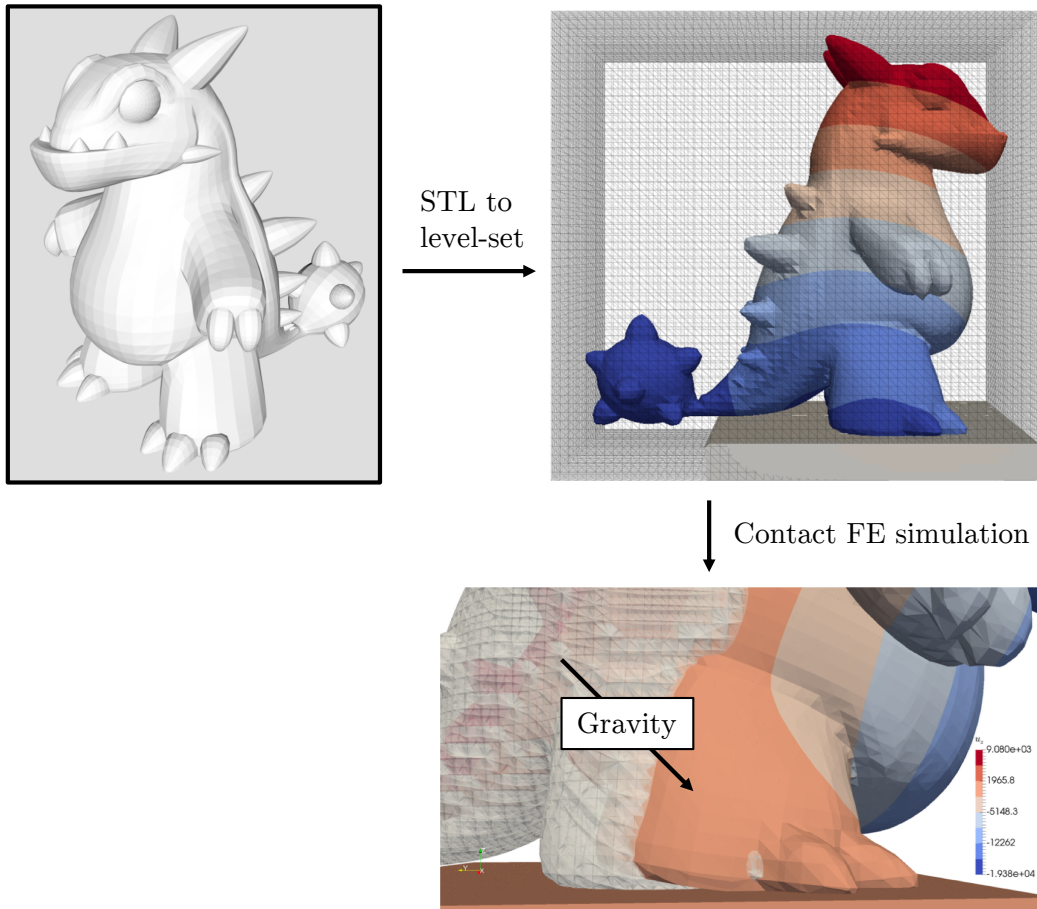 STL to
level-set
Contact FE simulation
Gravity
u_z
9.080e+03
1965.8
-5148.3
-12262
-1.938e+04
Z
Y
X